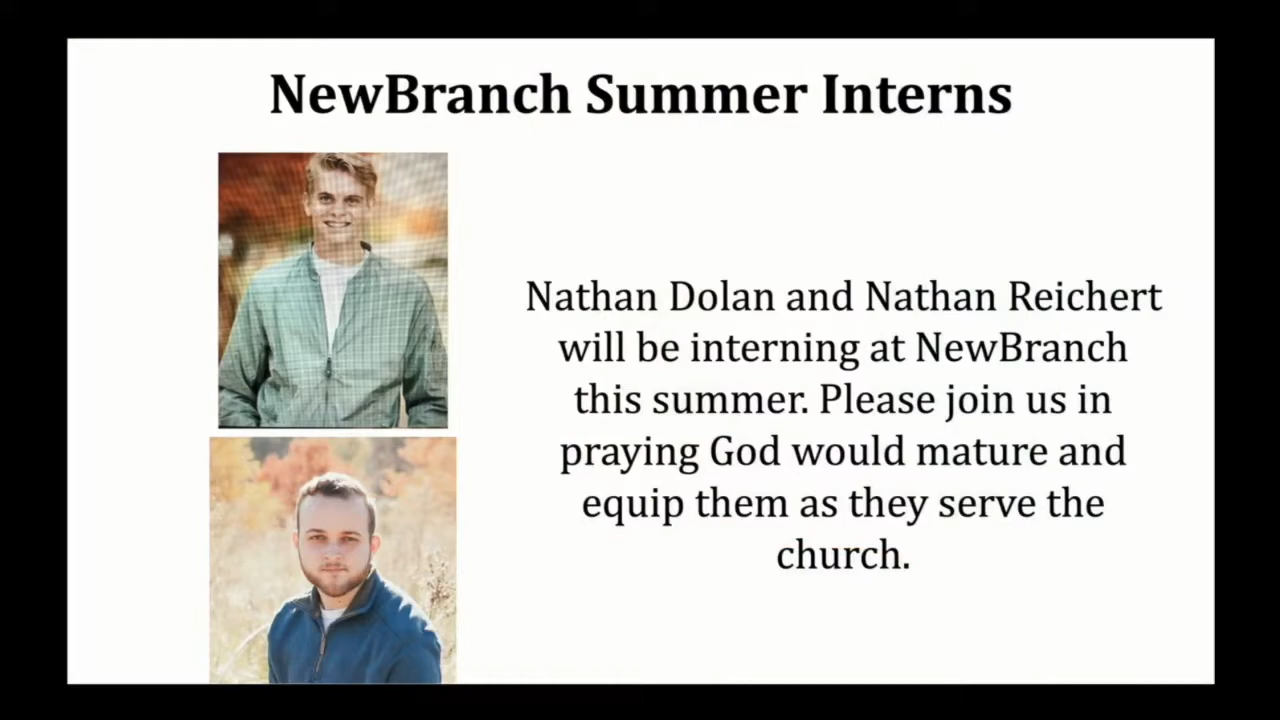 NewBranch Summer Interns
Nathan Dolan and Nathan Reichert
will be interning at NewBranch
this summer. Please join us in
praying God would mature and
equip them as they serve the
church.